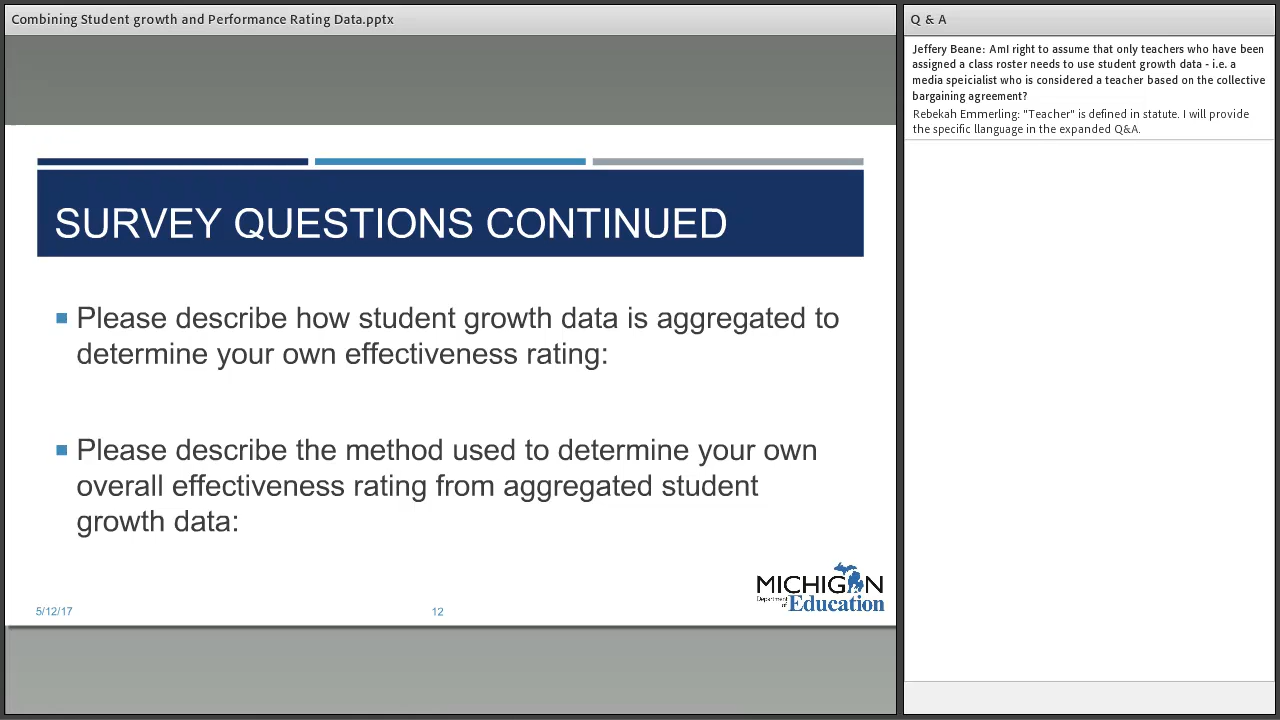 Combining Student growth and Performance Rating Data.pptx
SURVEY QUESTIONS CONTINUED
Please describe how student growth data is aggregated to
determine your own effectiveness rating:
Please describe the method used to determine your own
overall effectiveness rating from aggregated student
growth data:
MICHIGAN
Department of Education
5/12/17
12
Q & A
Jeffery Beane: AmI right to assume that only teachers who have been
assigned a class roster needs to use student growth data - i.e. a
media speicialist who is considered a teacher based on the collective
bargaining agreement?
Rebekah Emmerling: "Teacher" is defined in statute. I will provide
the specific llanguage in the expanded Q&A.